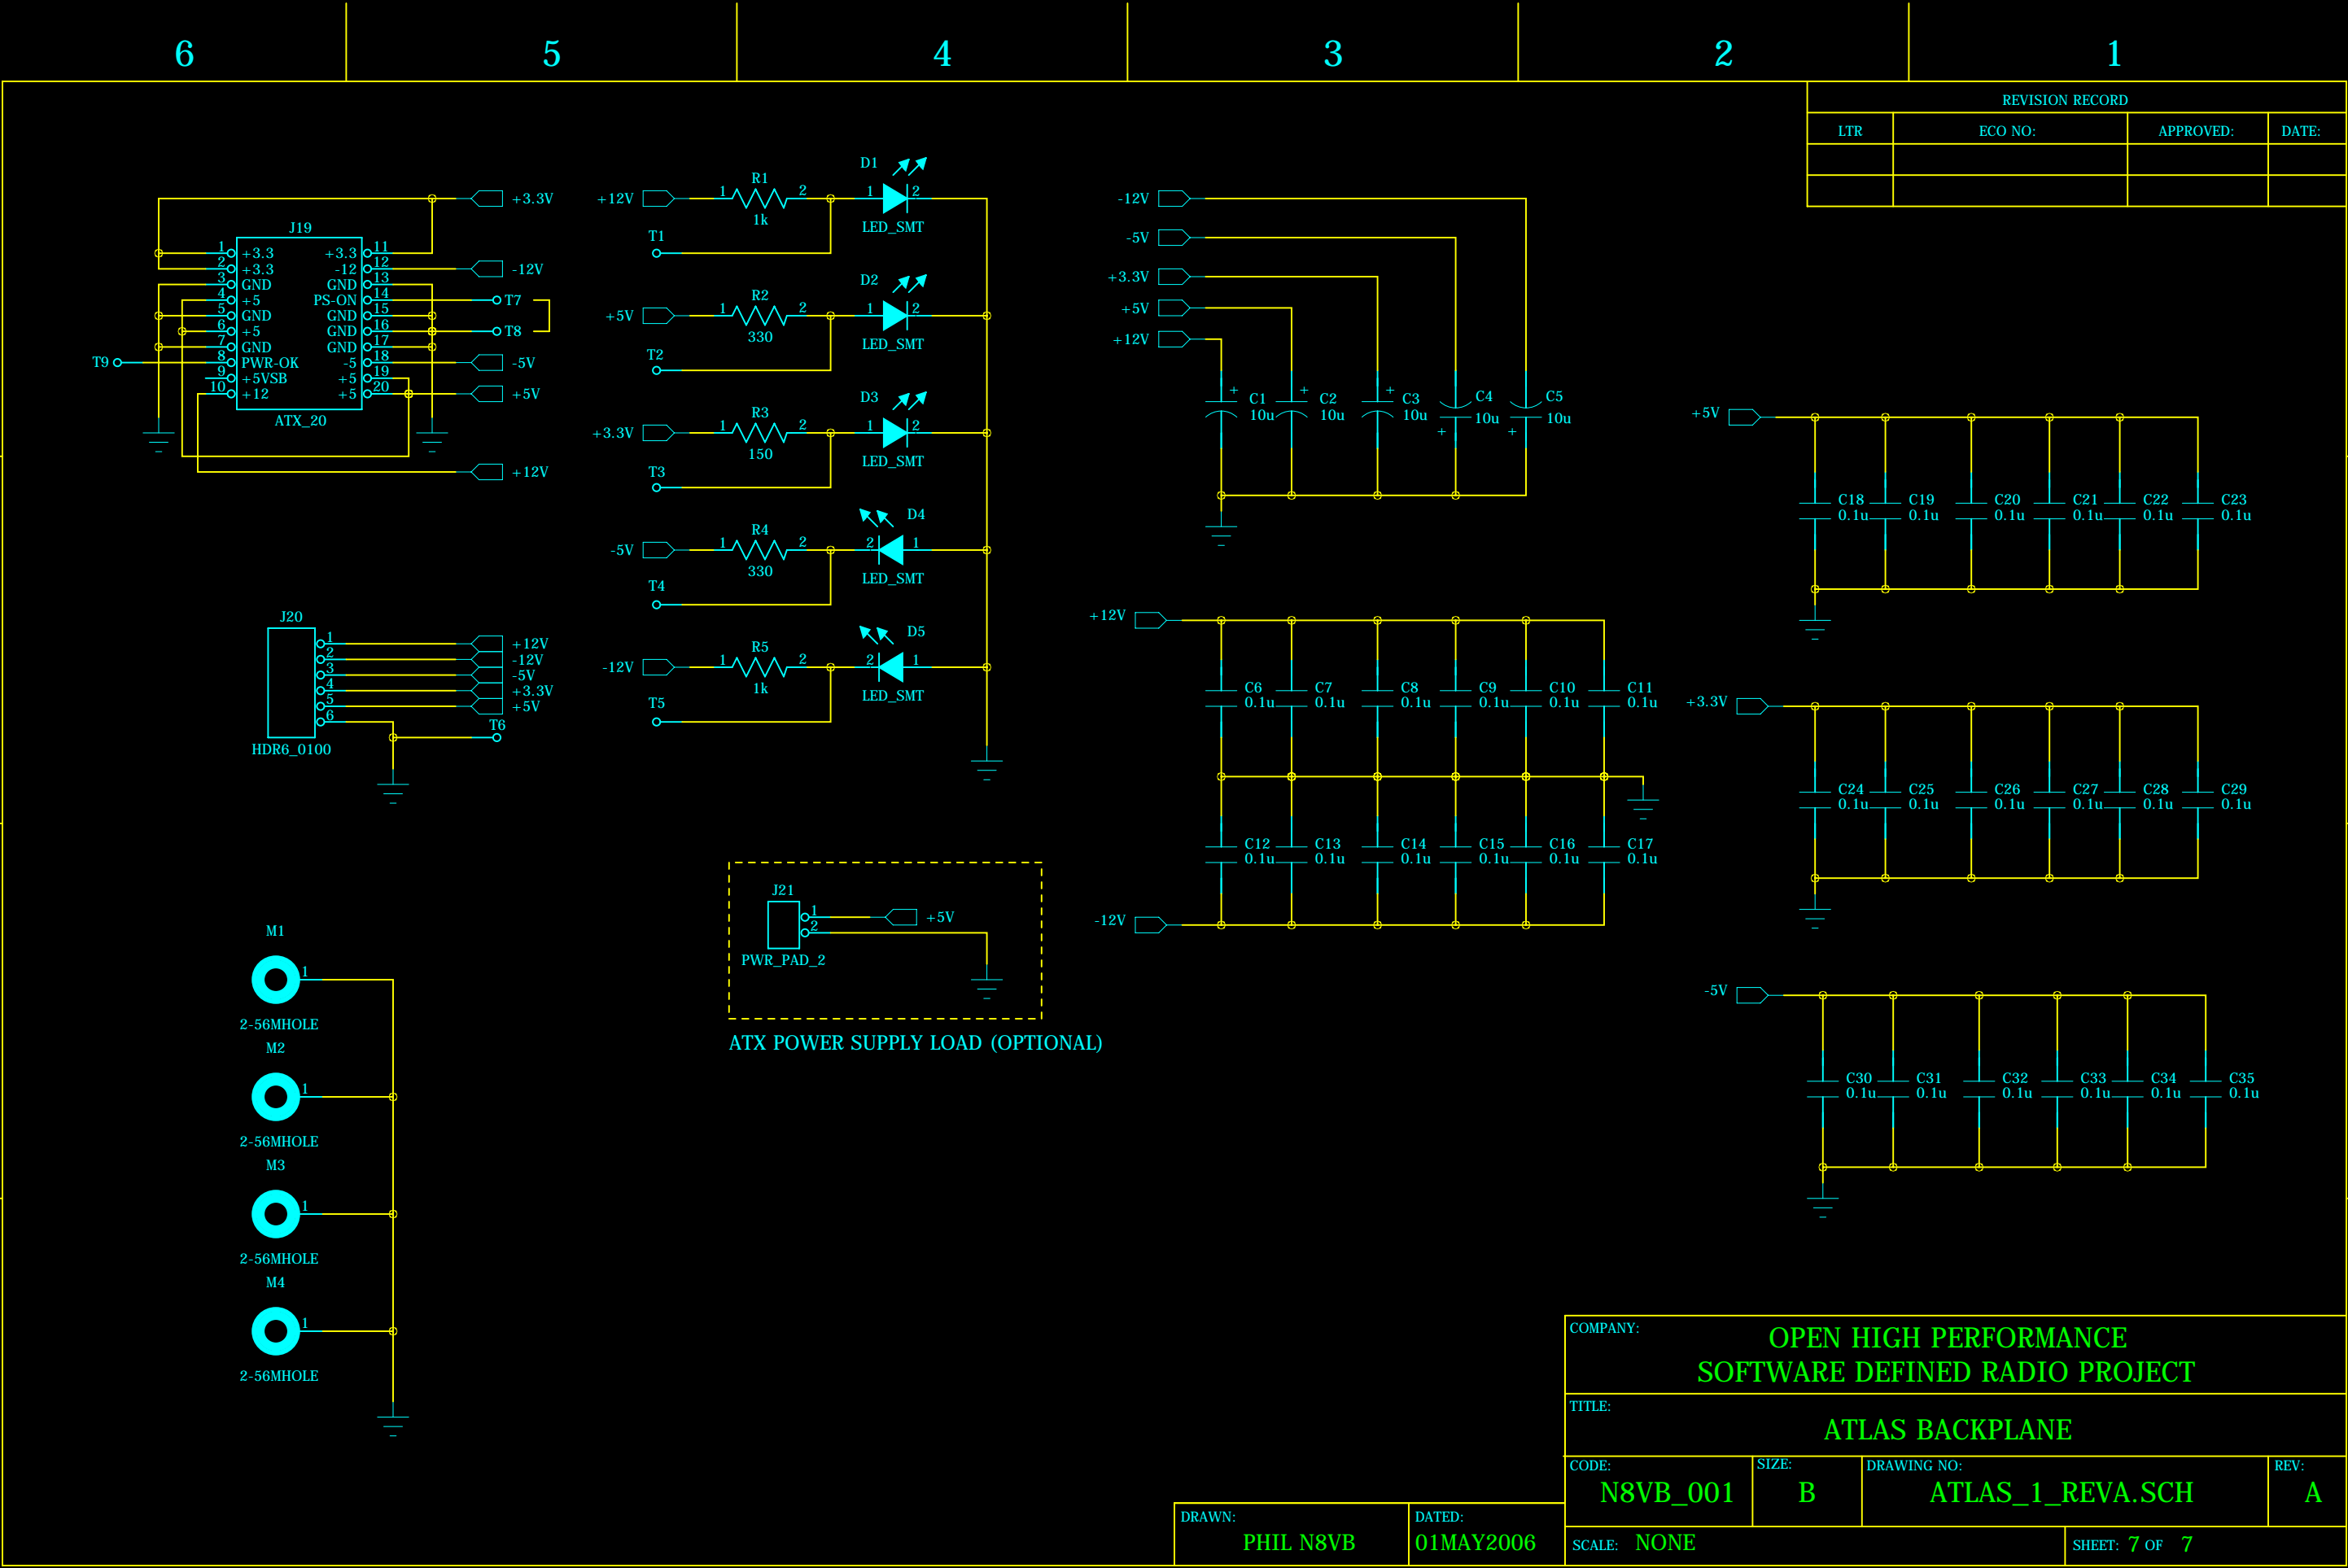 6 5 4 3 2 1
REVISION RECORD
LTR ECO NO: APPROVED: DATE:
J19
1 +3.3 +3.3 11
2 +3.3 -12 12
3 GND GND 13
4 +5 PS-ON 14
5 GND GND 15
6 +5 GND 16
7 GND GND 17
8 PWR-OK -5 18
9 +5VSB +5 19
10 +12 +5 20
ATX_20
T9
+3.3V
-12V
T7
T8
-5V
+5V
+12V
J20
1 +12V
2 -12V
3 -5V
4 +3.3V
5 +5V
6
T6
HDR6_0100
M1
1
2-56MHOLE
M2
1
2-56MHOLE
M3
1
2-56MHOLE
M4
1
2-56MHOLE
D1
R1
+12V 1 2 1 2
1k LED_SMT
T1
D2
R2
+5V 1 2 1 2
330 LED_SMT
T2
D3
R3
+3.3V 1 2 1 2
150 LED_SMT
T3
D4
R4
-5V 1 2 2 1
330 LED_SMT
T4
D5
R5
-12V 1 2 2 1
1k LED_SMT
T5
J21
1 +5V
2
PWR_PAD_2
ATX POWER SUPPLY LOAD (OPTIONAL)
-12V
-5V
+3.3V
+5V
+12V
+ + +
C1 C2 C3 C4 C5
10u 10u 10u 10u 10u
+ +
+12V
C6 C7 C8 C9 C10 C11
0.1u 0.1u 0.1u 0.1u 0.1u 0.1u
C12 C13 C14 C15 C16 C17
0.1u 0.1u 0.1u 0.1u 0.1u 0.1u
-12V
+5V
C18 C19 C20 C21 C22 C23
0.1u 0.1u 0.1u 0.1u 0.1u 0.1u
+3.3V
C24 C25 C26 C27 C28 C29
0.1u 0.1u 0.1u 0.1u 0.1u 0.1u
-5V
C30 C31 C32 C33 C34 C35
0.1u 0.1u 0.1u 0.1u 0.1u 0.1u
COMPANY:
OPEN HIGH PERFORMANCE
SOFTWARE DEFINED RADIO PROJECT
TITLE:
ATLAS BACKPLANE
CODE: SIZE: DRAWING NO: REV:
N8VB_001 B ATLAS_1_REVA.SCH A
DRAWN: DATED:
PHIL N8VB 01MAY2006
SCALE: NONE SHEET: 7 OF 7